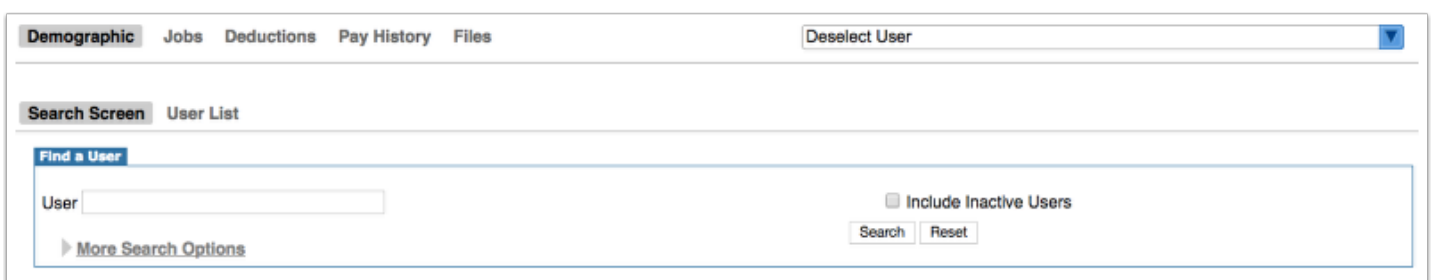 Demographic Jobs Deductions Pay History Files Deselect User
Search Screen User List
Find a User
User Include Inactive Users
Search Reset
More Search Options